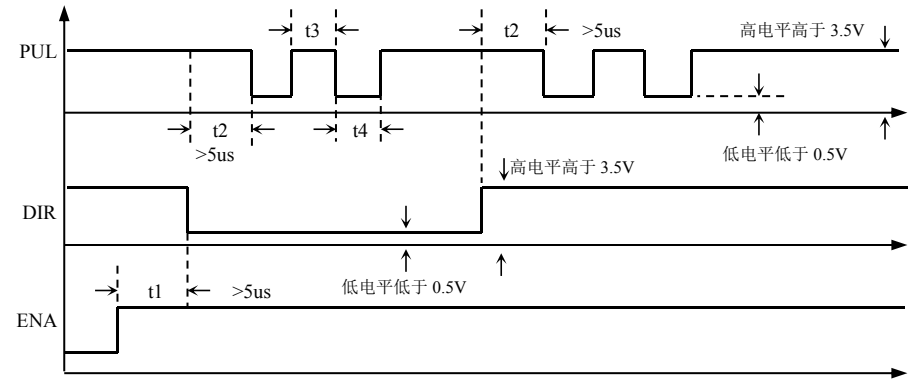 t3
t2
>5us
高电平高于 3.5V
PUL
t2
t4
>5us
低电平低于 0.5V
高电平高于 3.5V
DIR
t1
>5us
低电平低于 0.5V
ENA